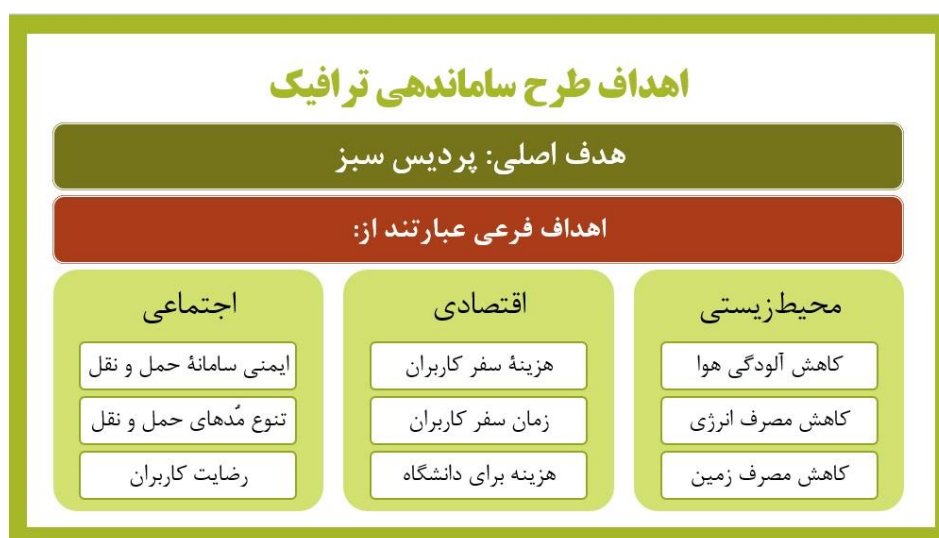 اهداف طرح ساماندهی ترافیک
هدف اصلی: پردیس سبز
اهداف فرعی عبارتند از:
محیط‌زیستی
کاهش آلودگی هوا
کاهش مصرف انرژی
کاهش مصرف زمین
اقتصادی
هزینۀ سفر کاربران
زمان سفر کاربران
هزینه برای دانشگاه
اجتماعی
ایمنی سامانۀ حمل و نقل
تنوع مُدهای حمل و نقل
رضایت کاربران